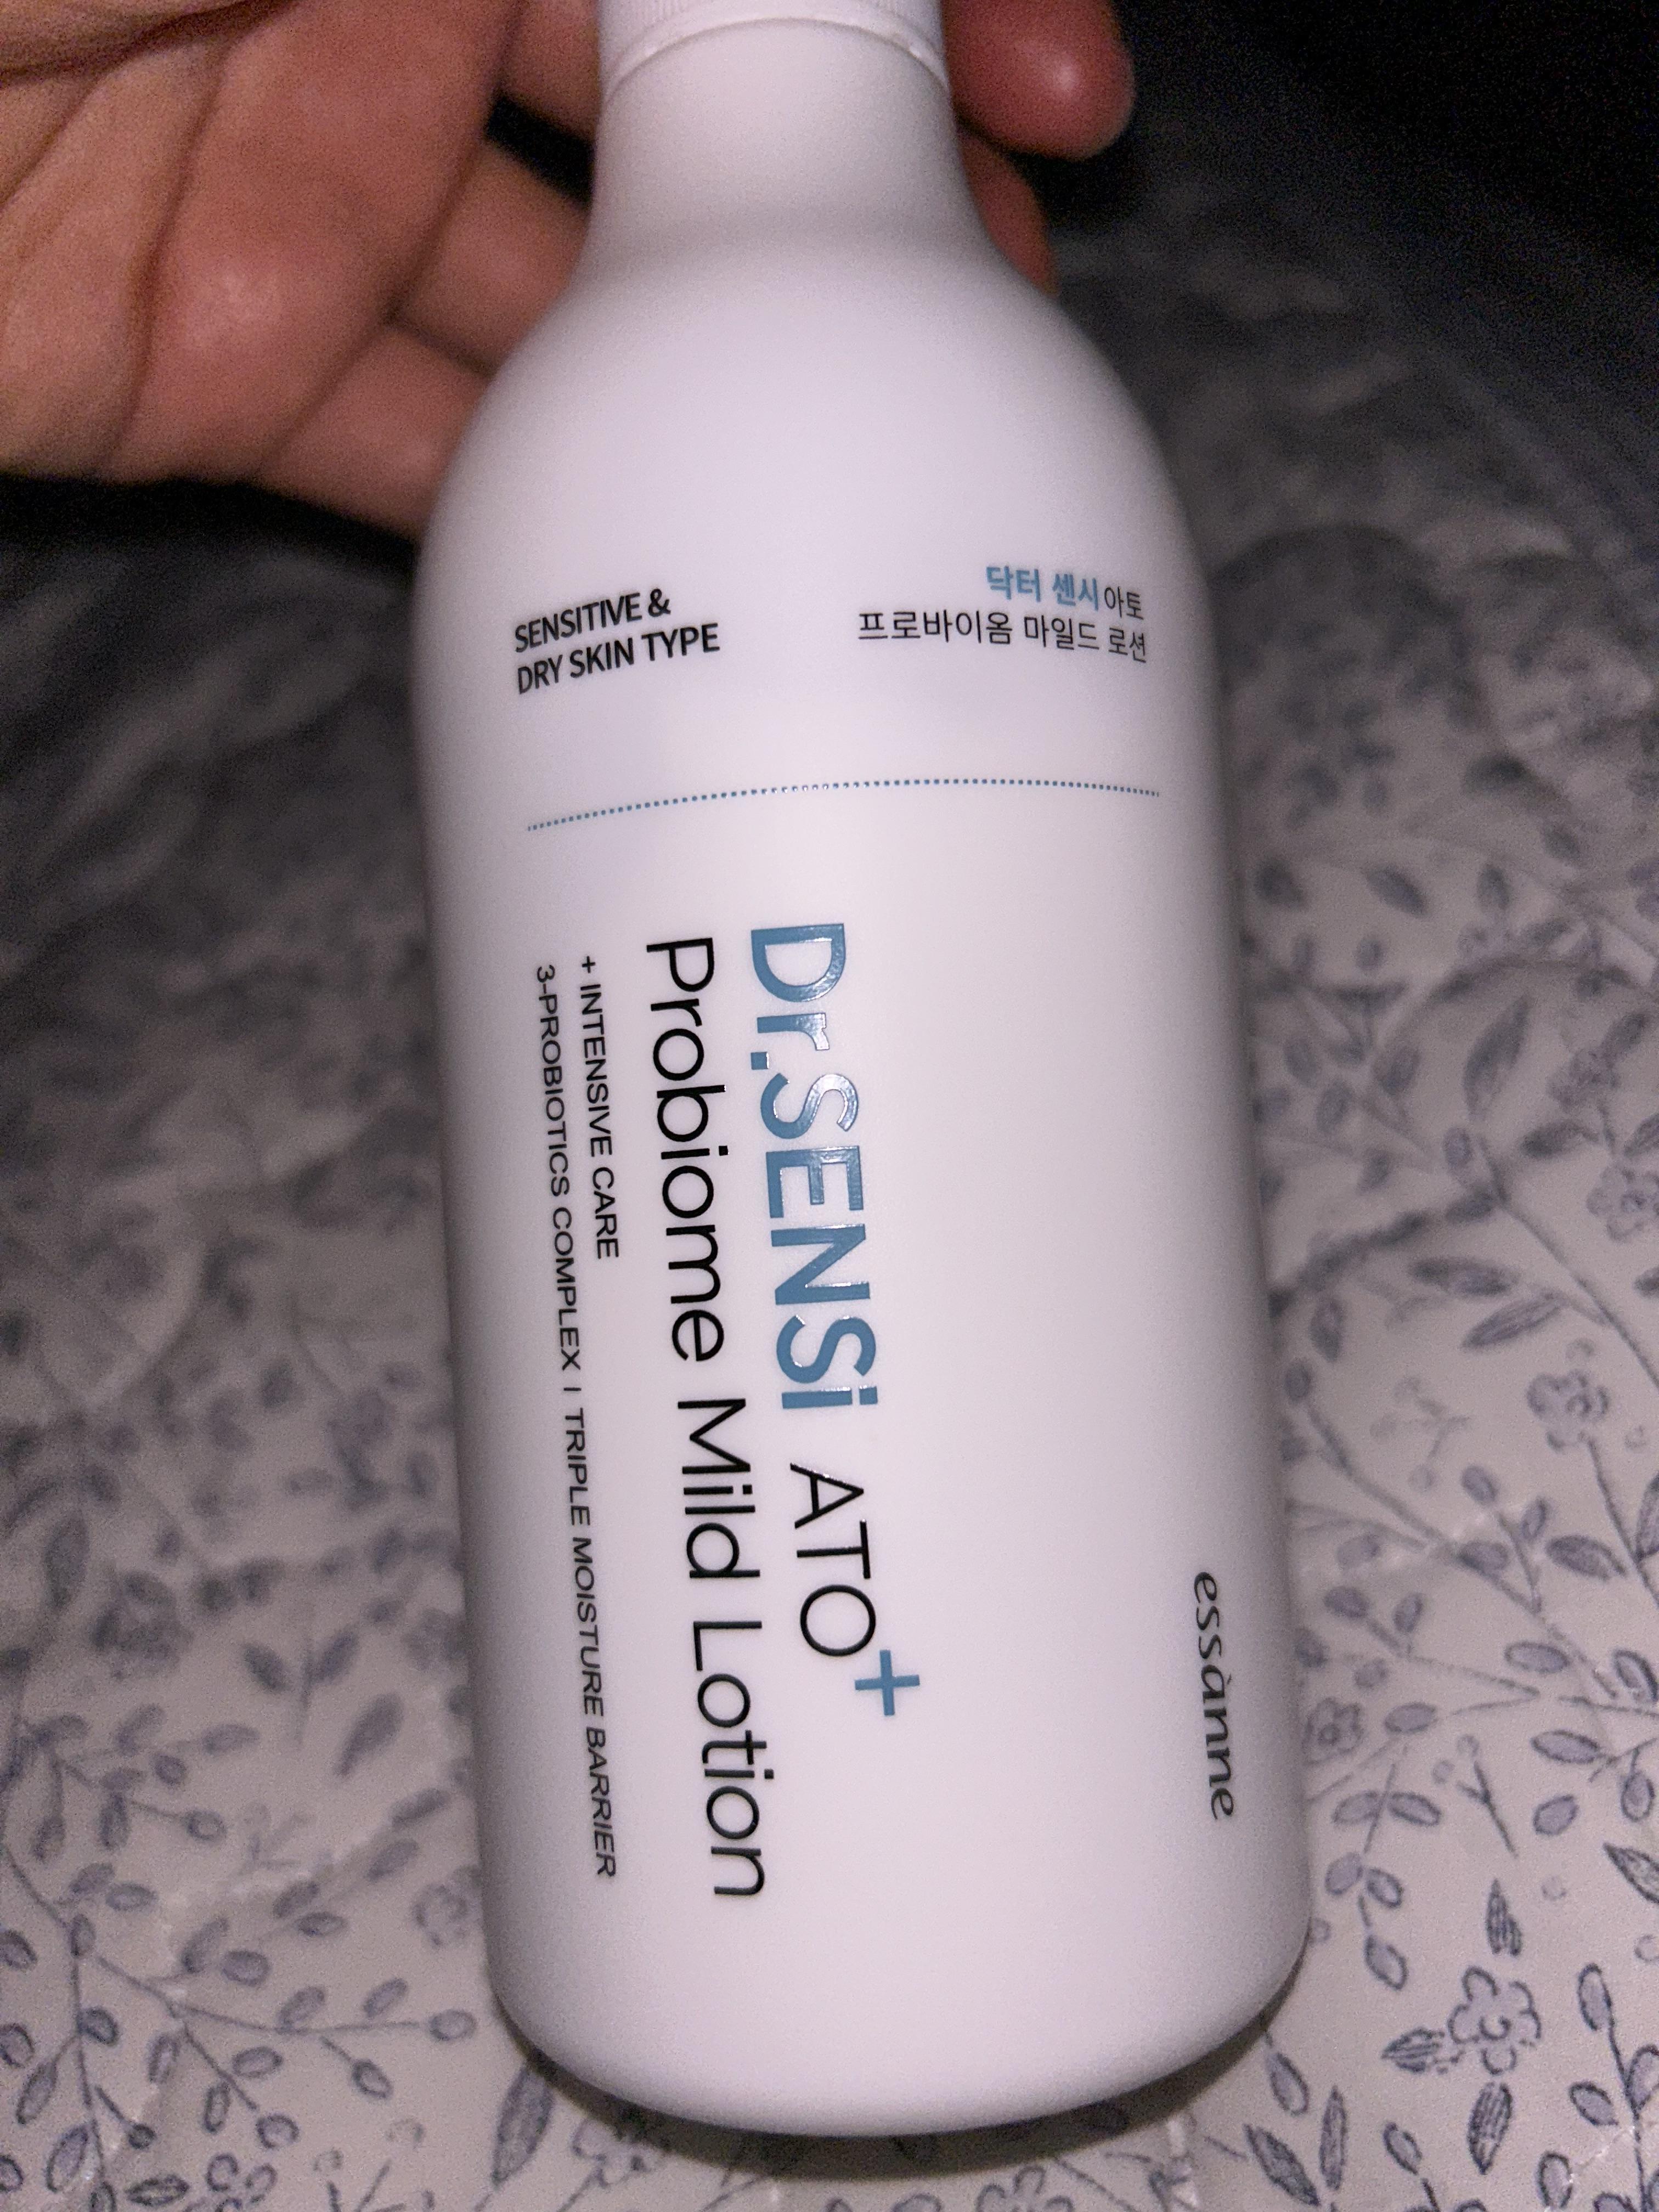 SENSITIVE &
DRY SKIN TYPE
닥터 센시아토
프로바이옴 마일드 로션
Dr.SENSi ATO+
Probiome Mild Lotion
+ INTENSIVE CARE
3-PROBIOTICS COMPLEX I TRIPLE MOISTURE BARRIER
essànne